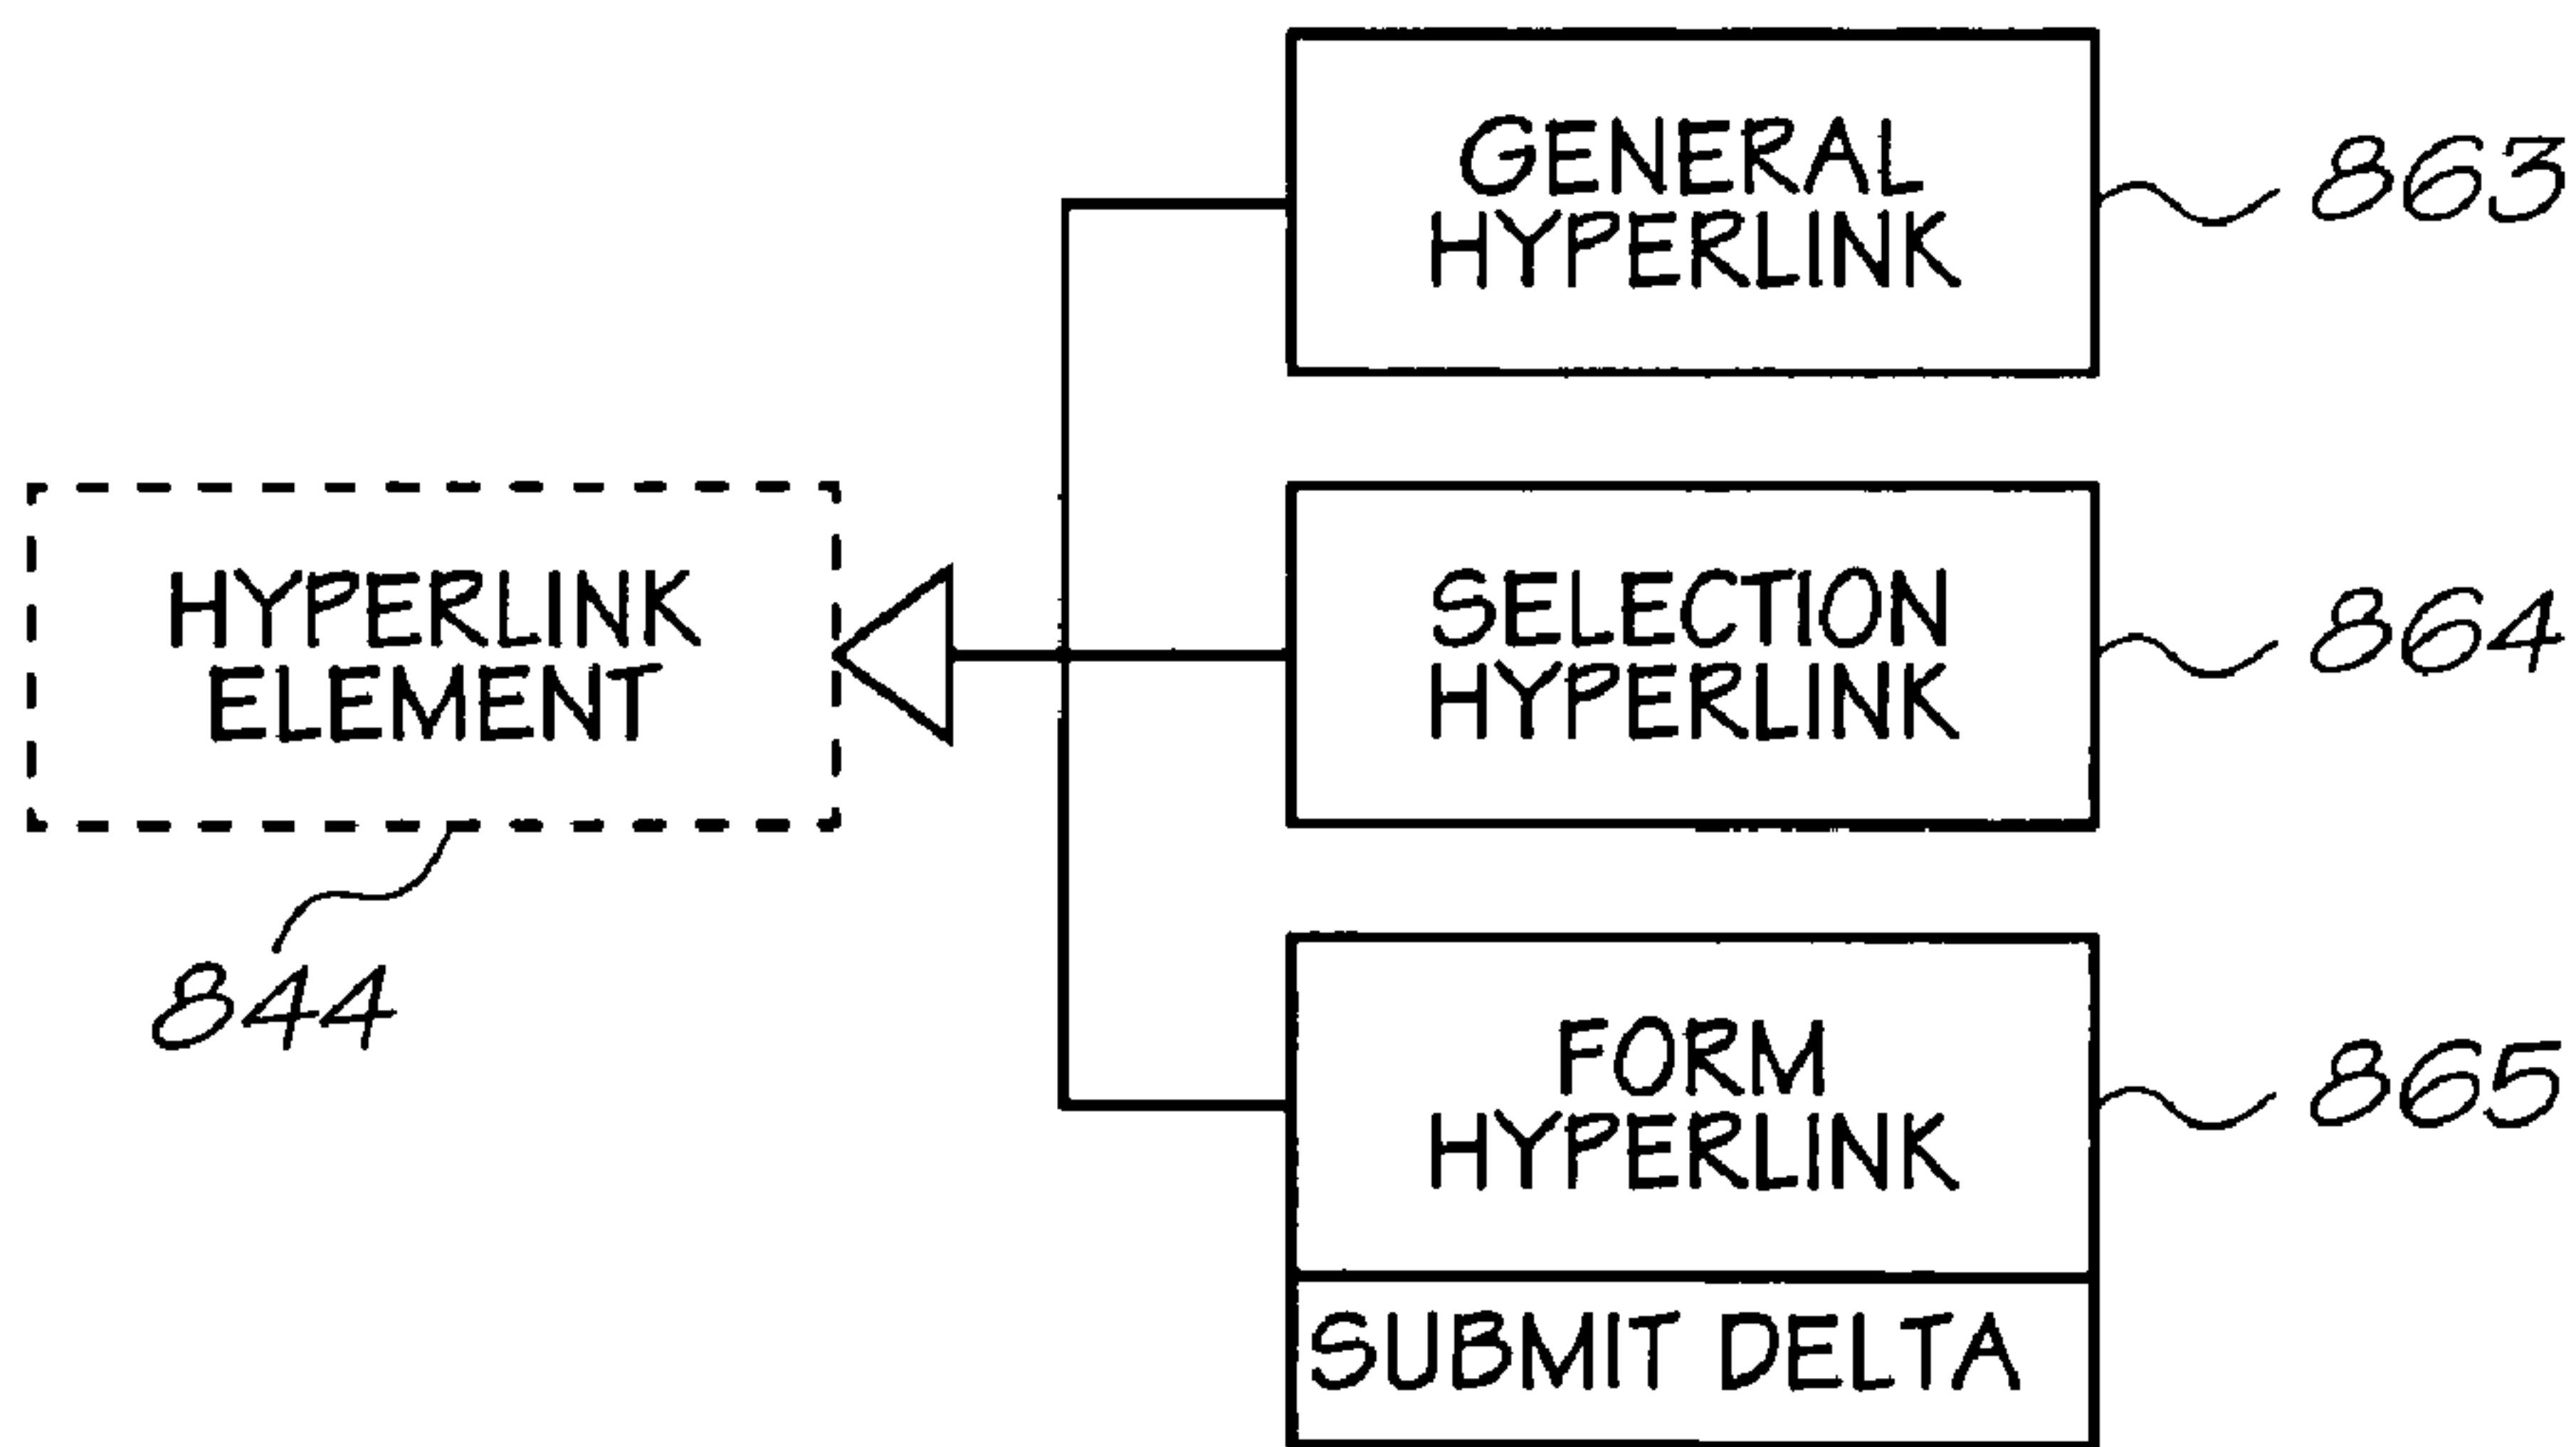 GENERAL
HYPERLINK
863
HYPERLINK
ELEMENT
844
SELECTION
HYPERLINK
864
FORM
HYPERLINK
865
SUBMIT DELTA